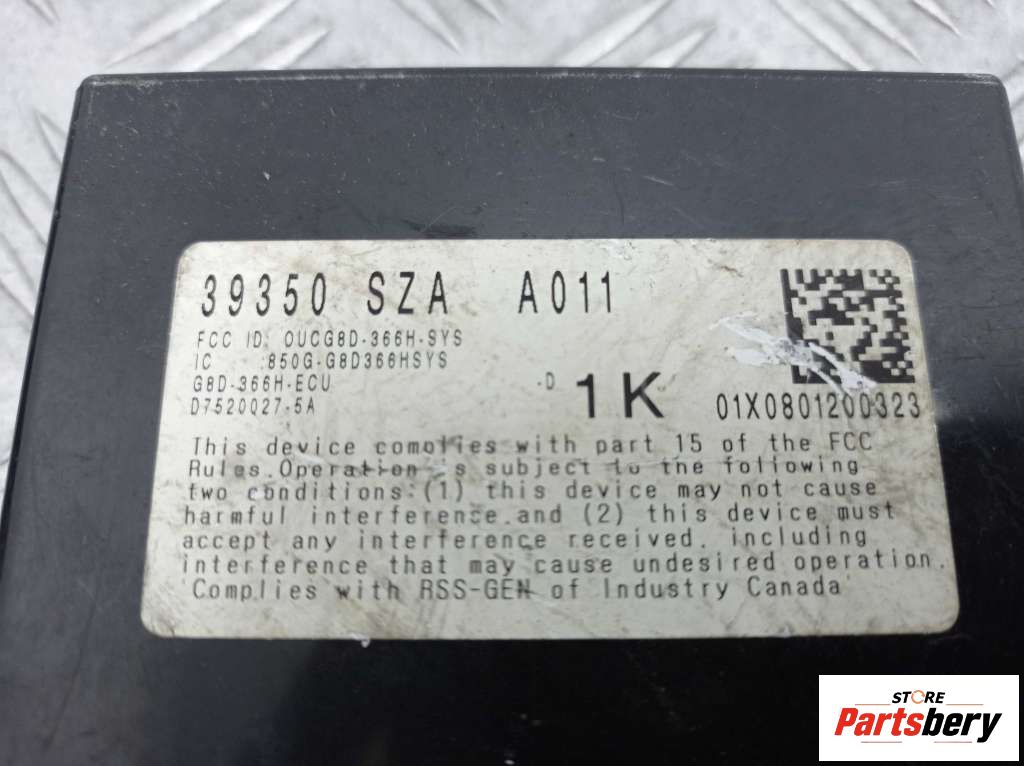 39350 SZA A011
FCC ID: OUCG8D-366H-SYS
IC :850G-G8D366HSYS
G8D-366H-ECU
D7520027-5A
-D 1K 01X0801200323
This device complies with part 15 of the FCC
Rules.Operation is subject to the following
two conditions:(1) this device may not cause
harmful interference.and (2) this device must
accept any interference received. including
interference that may cause undesired operation.
Complies with RSS-GEN of Industry Canada
STORE
Partsbery